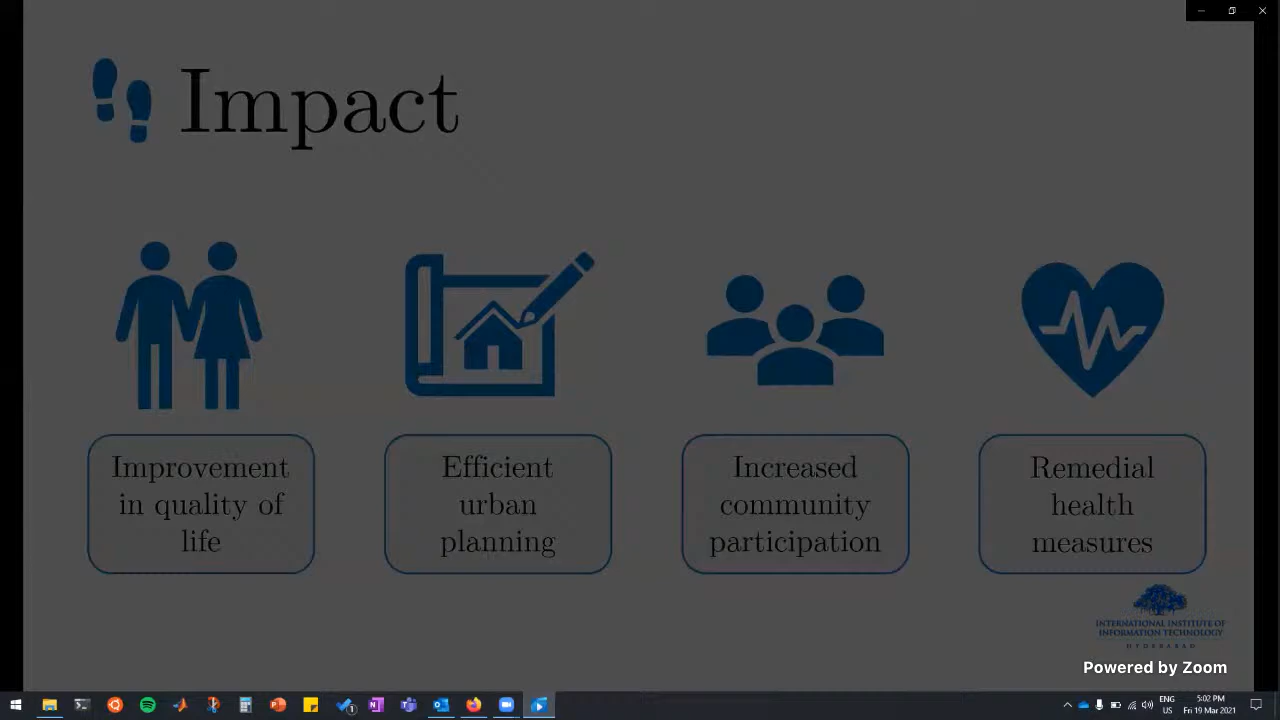 Impact
Improvement
in quality of
life
Efficient
urban
planning
Increased
community
participation
Remedial
health
measures
INTERNATIONAL INSTITUTE OF
INFORMATION TECHNOLOGY
HYDERABAD
Powered by Zoom
1
ENG
US
5:02 PM
Fri 19 Mar 2021